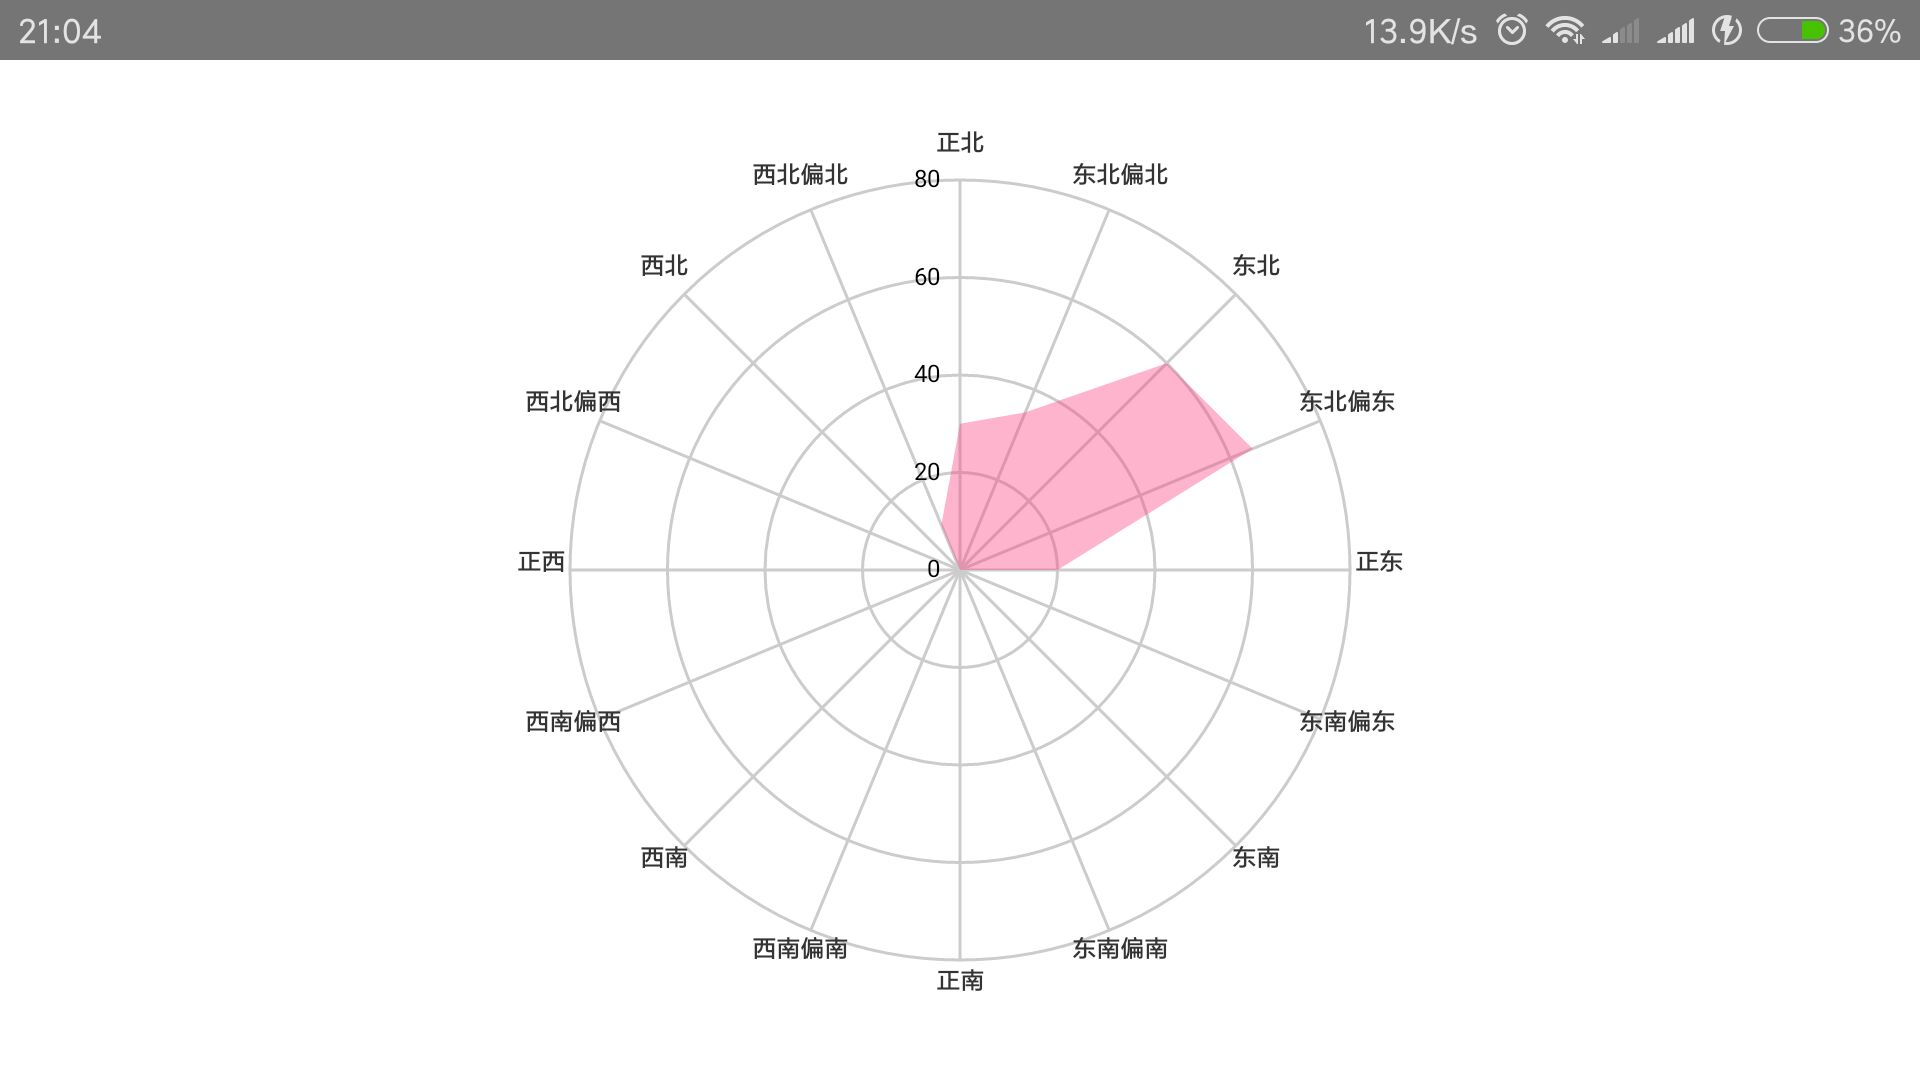 21:04
13.9K/s
36%
正北
西北偏北
80
东北偏北
西北
60
东北
40
西北偏西
东北偏东
20
正西
0
正东
西南偏西
东南偏东
西南
东南
西南偏南
东南偏南
正南